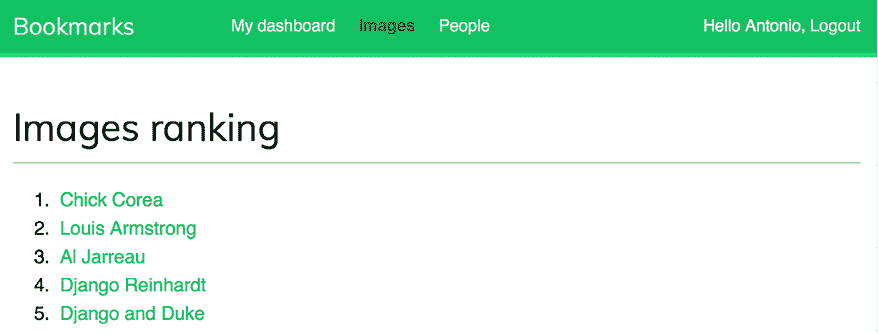 Bookmarks My dashboard Images People Hello Antonio, Logout
Images ranking
1. Chick Corea
2. Louis Armstrong
3. Al Jarreau
4. Django Reinhardt
5. Django and Duke